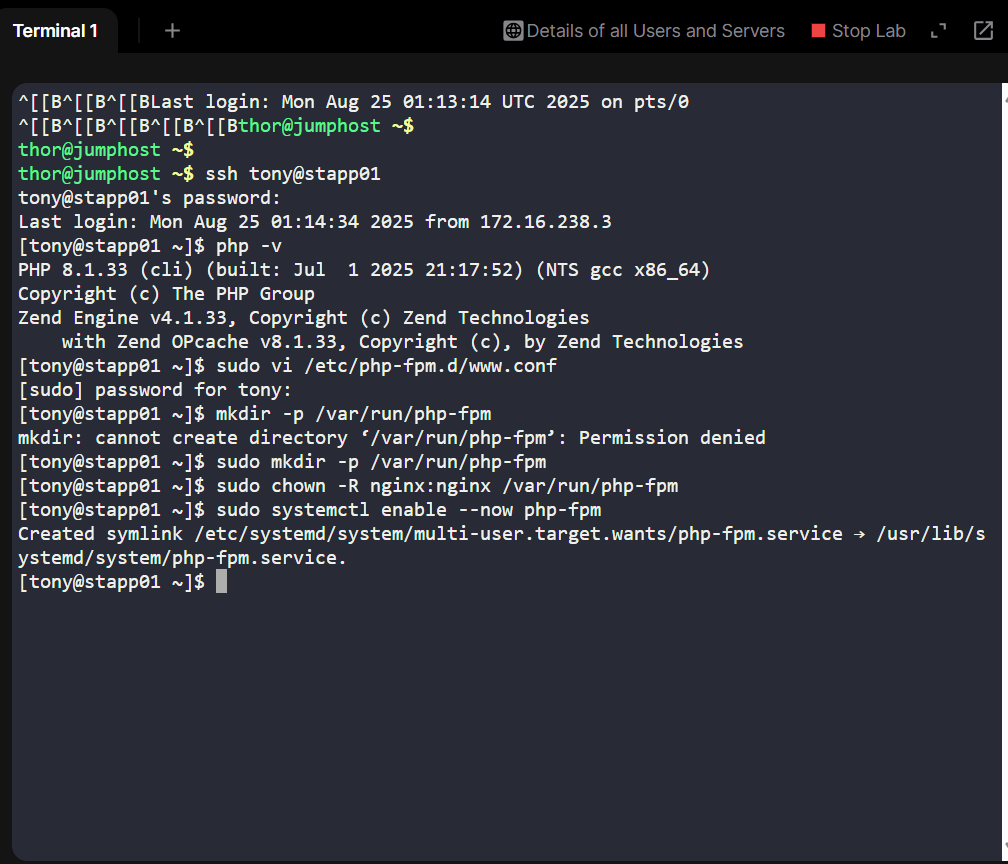 Terminal 1
+
Details of all Users and Servers
Stop Lab
^[[B^[[B^[[BLast login: Mon Aug 25 01:13:14 UTC 2025 on pts/0
^[[B^[[B^[[B^[[B^[[Bthor@jumphost ~$
thor@jumphost ~$
thor@jumphost ~$ ssh tony@stapp01
tony@stapp01's password:
Last login: Mon Aug 25 01:14:34 2025 from 172.16.238.3
[tony@stapp01 ~]$ php -v
PHP 8.1.33 (cli) (built: Jul  1 2025 21:17:52) (NTS gcc x86_64)
Copyright (c) The PHP Group
Zend Engine v4.1.33, Copyright (c) Zend Technologies
    with Zend OPcache v8.1.33, Copyright (c), by Zend Technologies
[tony@stapp01 ~]$ sudo vi /etc/php-fpm.d/www.conf
[sudo] password for tony:
[tony@stapp01 ~]$ mkdir -p /var/run/php-fpm
mkdir: cannot create directory ‘/var/run/php-fpm’: Permission denied
[tony@stapp01 ~]$ sudo mkdir -p /var/run/php-fpm
[tony@stapp01 ~]$ sudo chown -R nginx:nginx /var/run/php-fpm
[tony@stapp01 ~]$ sudo systemctl enable --now php-fpm
Created symlink /etc/systemd/system/multi-user.target.wants/php-fpm.service → /usr/lib/s
ystemd/system/php-fpm.service.
[tony@stapp01 ~]$